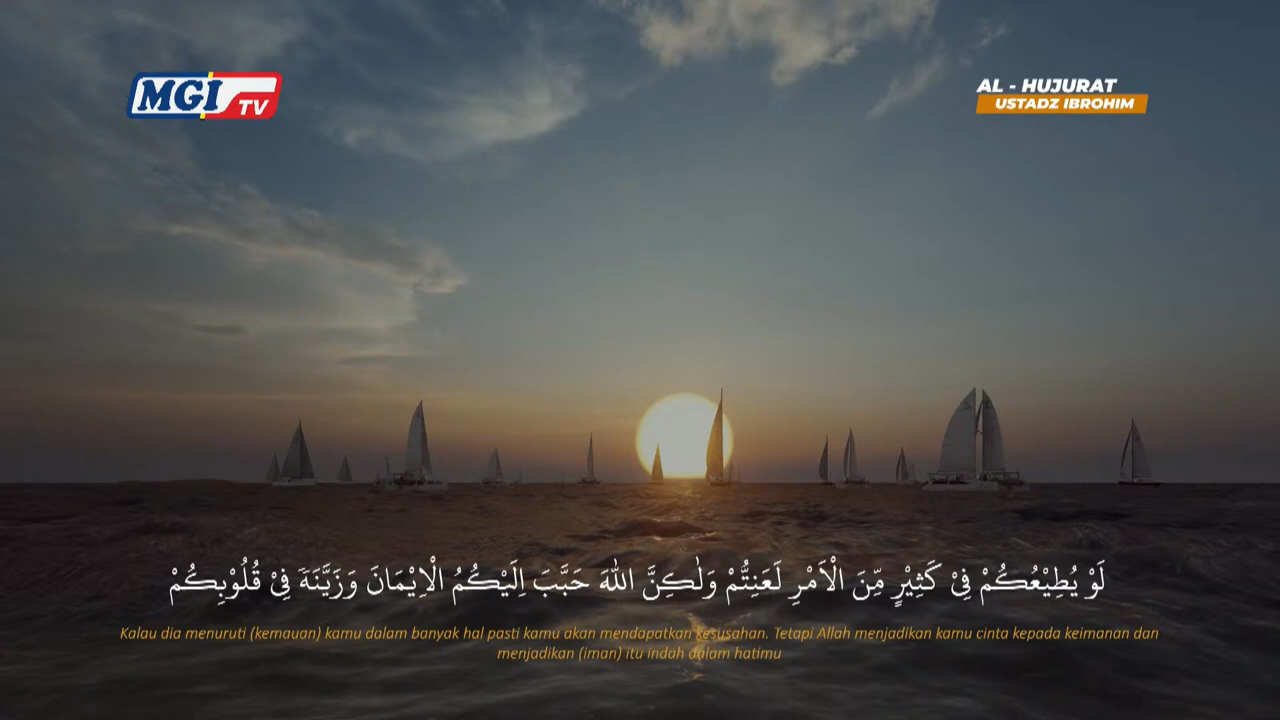 MGI TV
AL - HUJURAT
USTADZ IBROHIM
لَوْ يُطِيْعُكُمْ فِيْ كَثِيْرٍ مِّنَ الْاَمْرِ لَعَنِتُّمْ وَلٰكِنَّ اللّٰهَ حَبَّبَ اِلَيْكُمُ الْاِيْمَانَ وَزَيَّنَهٗ فِيْ قُلُوْبِكُمْ
Kalau dia menuruti (kemauan) kamu dalam banyak hal pasti kamu akan mendapatkan kesusahan. Tetapi Allah menjadikan kamu cinta kepada keimanan dan
menjadikan (iman) itu indah dalam hatimu